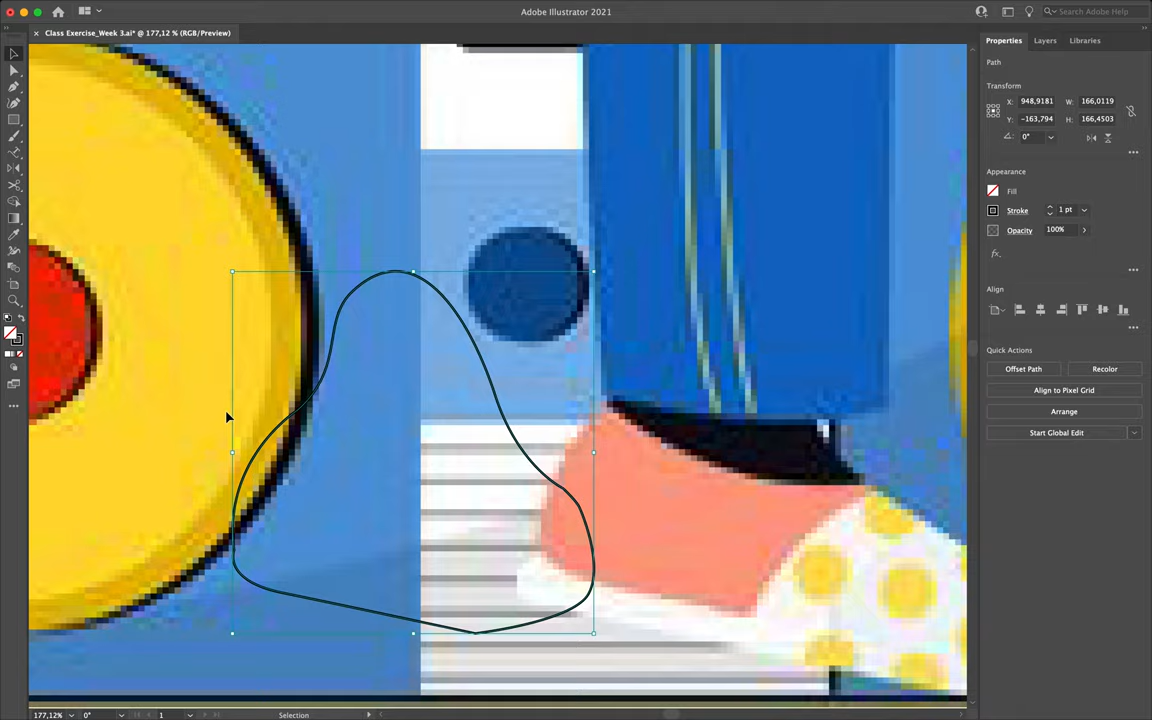 Adobe Illustrator 2021
Search Adobe Help
× Class Exercise_Week 3.ai* @ 177,12 % (RGB/Preview)
Properties Layers Libraries
Path
Transform
X: 948,9181 W: 166,0119
Y: -163,794 H: 166,4503
0°
Appearance
Fill
Stroke 1 pt
Opacity 100%
fx.
Align
Quick Actions
Offset Path Recolor
Align to Pixel Grid
Arrange
Start Global Edit
177,12% 0° 1 Selection